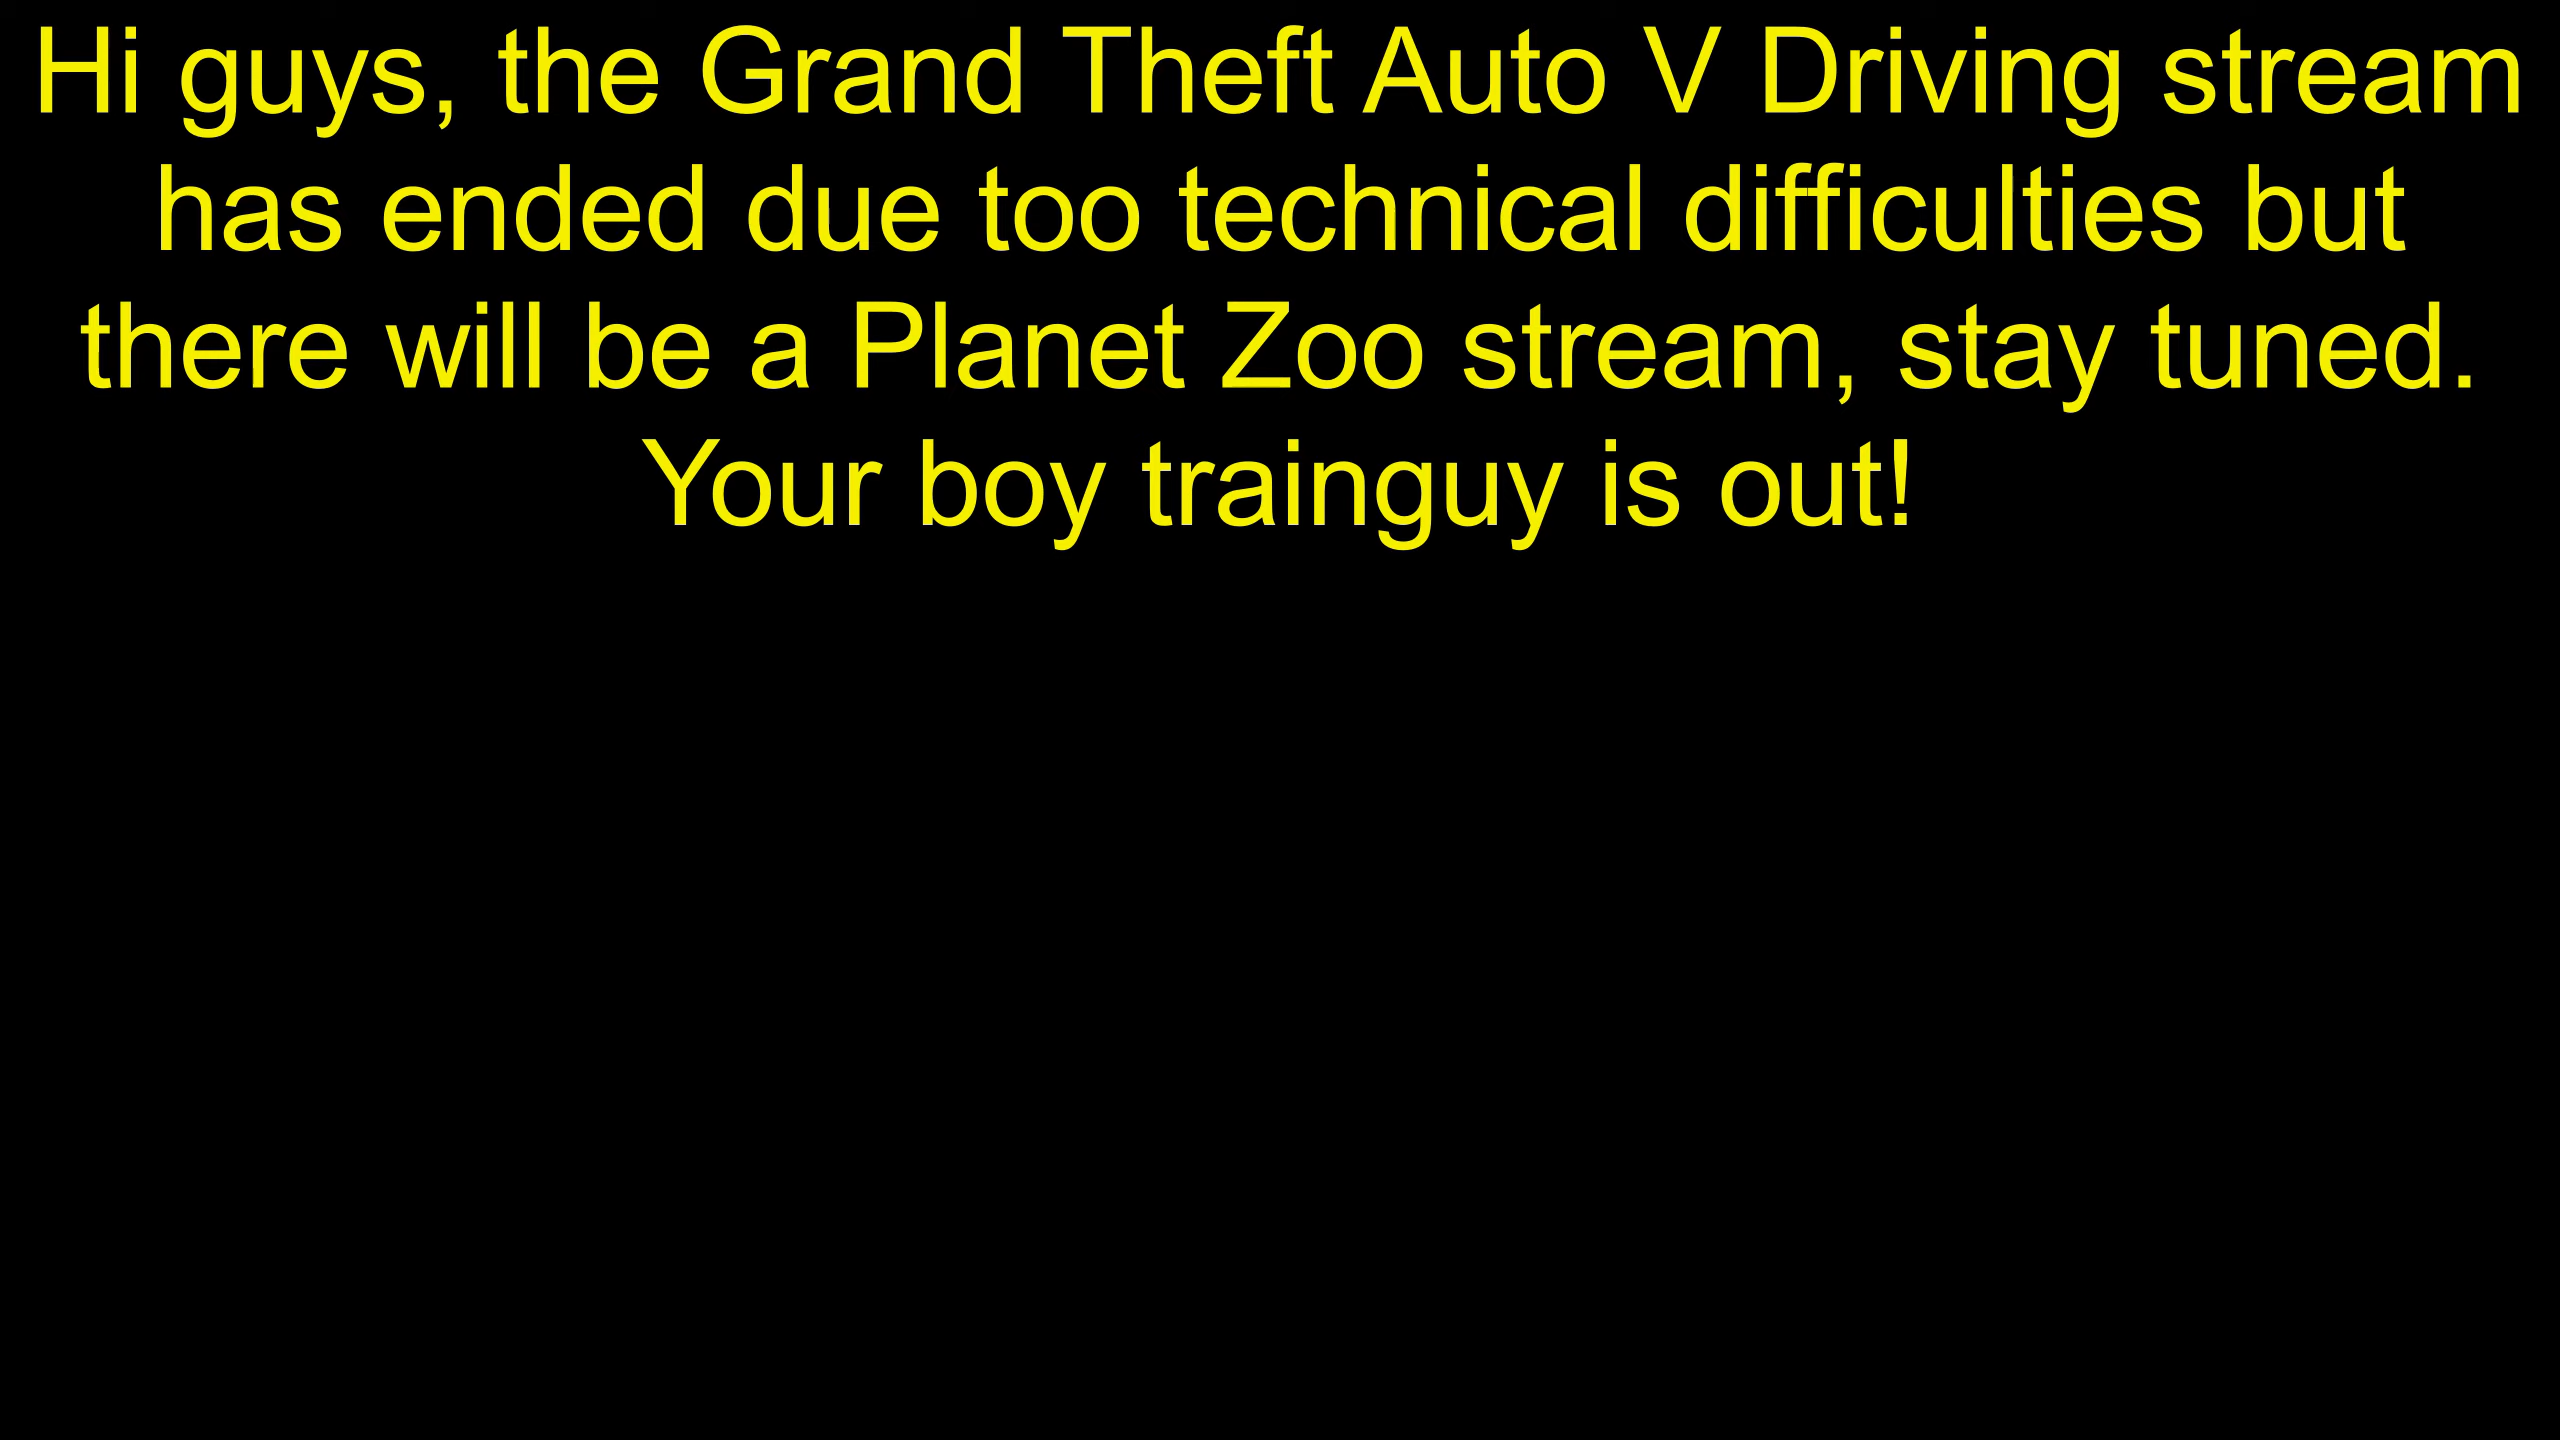 Hi guys, the Grand Theft Auto V Driving stream
has ended due too technical difficulties but
there will be a Planet Zoo stream, stay tuned.
Your boy trainguy is out!